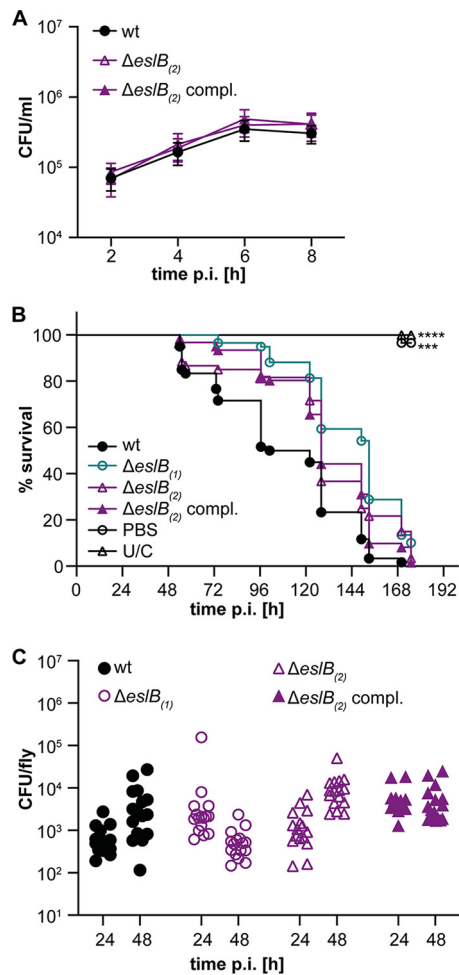 A
wt
ΔeslB(2)
ΔeslB(2) compl.
CFU/ml
10⁷
10⁶
10⁵
10⁴
2 4 6 8
time p.i. [h]
B
100
80
60
40
20
0
% survival
****
***
wt
ΔeslB(1)
ΔeslB(2)
ΔeslB(2) compl.
PBS
U/C
0 24 48 72 96 120 144 168 192
time p.i. [h]
C
wt
ΔeslB(2)
ΔeslB(1)
ΔeslB(2) compl.
CFU/fly
10⁷
10⁶
10⁵
10⁴
10³
10²
10¹
24 48 24 48 24 48 24 48
time p.i. [h]